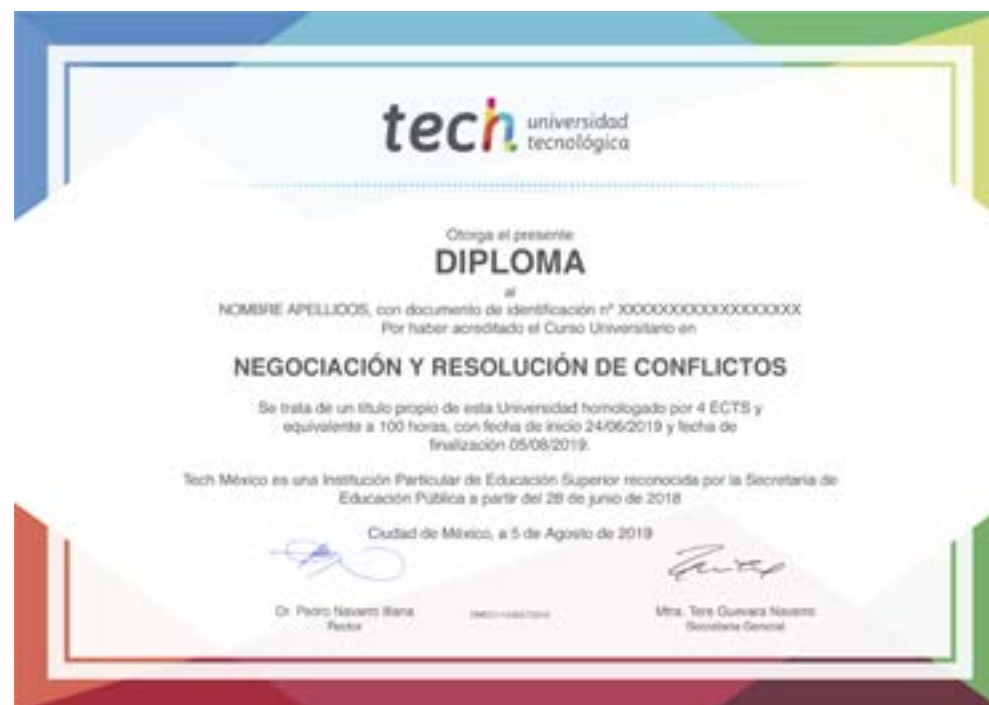 tech universidad
tecnológica
Otorga el presente
DIPLOMA
al
NOMBRE APELLIDOS, con documento de identificación nº XXXXXXXXXXXXXXXXXXX
Por haber acreditado el Curso Universitario en
NEGOCIACIÓN Y RESOLUCIÓN DE CONFLICTOS
Se trata de un título propio de esta Universidad homologado por 4 ECTS y
equivalente a 100 horas, con fecha de inicio 24/06/2019 y fecha de
finalización 05/08/2019.
Tech México es una Institución Particular de Educación Superior reconocida por la Secretaría de
Educación Pública a partir del 28 de junio de 2018
Ciudad de México, a 5 de Agosto de 2019
Dr. Pedro Navarro Illana
Rector
Mtra. Tere Guevara Navarro
Secretaria General